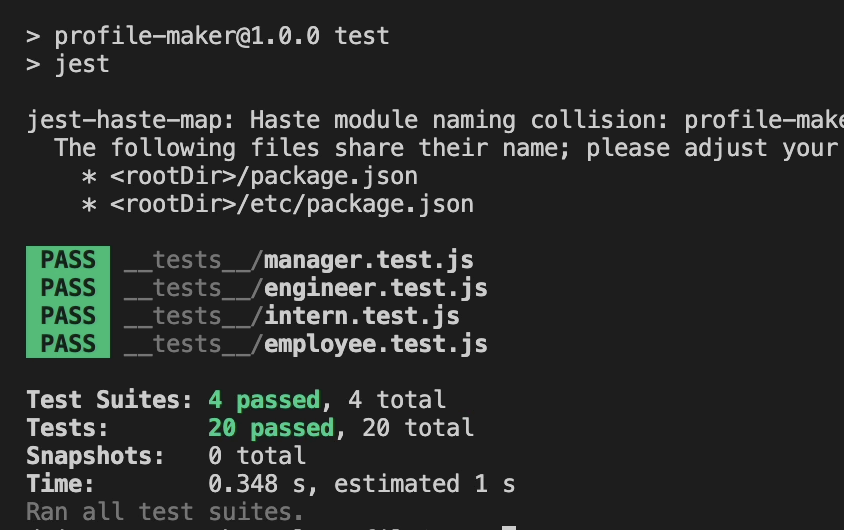 > profile-maker@1.0.0 test
> jest
jest-haste-map: Haste module naming collision: profile-make
The following files share their name; please adjust your
* <rootDir>/package.json
* <rootDir>/etc/package.json
PASS __tests__/manager.test.js
PASS __tests__/engineer.test.js
PASS __tests__/intern.test.js
PASS __tests__/employee.test.js
Test Suites: 4 passed, 4 total
Tests: 20 passed, 20 total
Snapshots: 0 total
Time: 0.348 s, estimated 1 s
Ran all test suites.